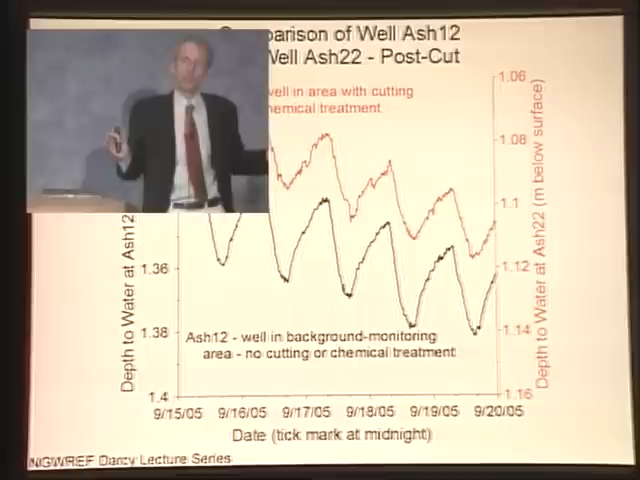 parison of Well Ash12
Well Ash22 - Post-Cut
well in area with cutting
hemical treatment
1.06
1.08
1.1
1.12
1.14
1.16
Depth to Water at Ash22 (m below surface)
Depth to Water at Ash12
1.36
1.38
1.4
Ash12 - well in background-monitoring
area - no cutting or chemical treatment
9/15/05 9/16/05 9/17/05 9/18/05 9/19/05 9/20/05
Date (tick mark at midnight)
NGWREF Darcy Lecture Series